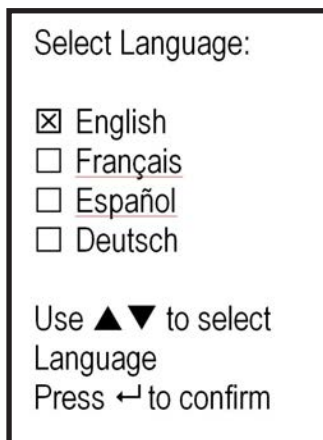 Select Language:
☒ English
☐ Français
☐ Español
☐ Deutsch
Use ▲▼ to select
Language
Press ↵ to confirm